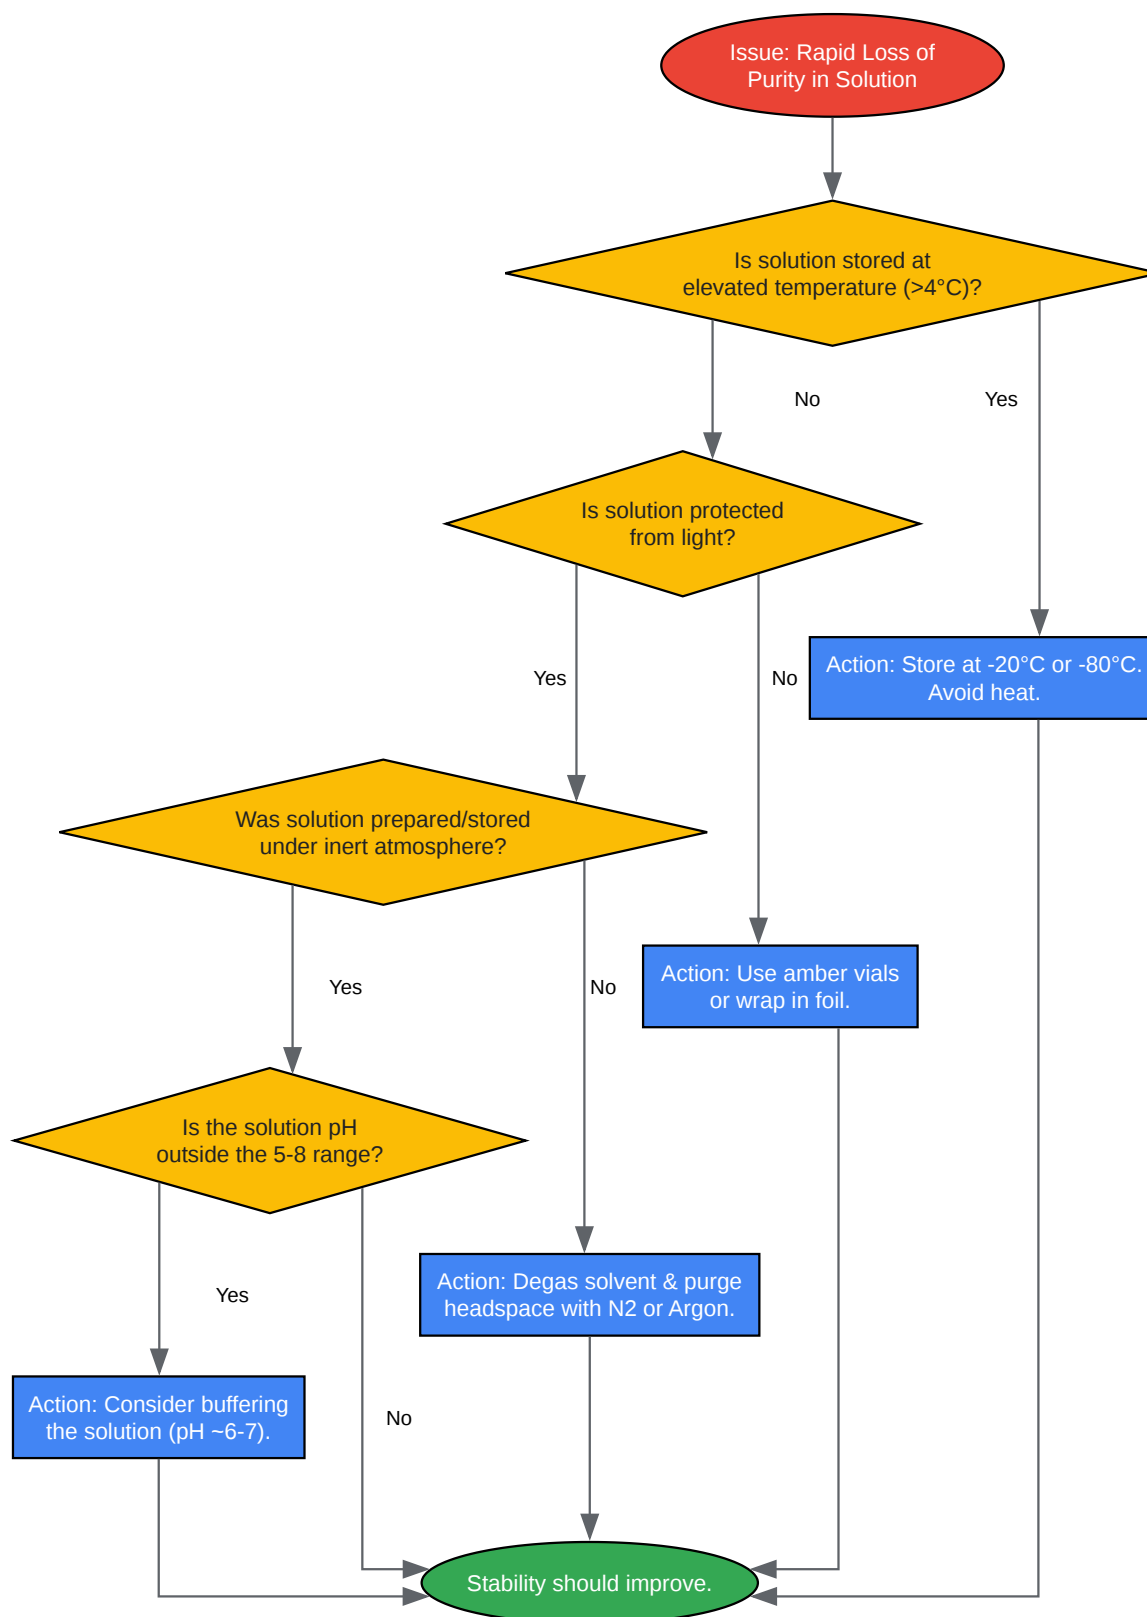 Issue: Rapid Loss of
Purity in Solution
Is solution stored at
elevated temperature (>4°C)?
No
Yes
Is solution protected
from light?
Yes
No
Action: Store at -20°C or -80°C.
Avoid heat.
Was solution prepared/stored
under inert atmosphere?
Yes
No
Action: Use amber vials
or wrap in foil.
Is the solution pH
outside the 5-8 range?
Yes
Action: Degas solvent & purge
headspace with N2 or Argon.
Action: Consider buffering
the solution (pH ~6-7).
No
Stability should improve.